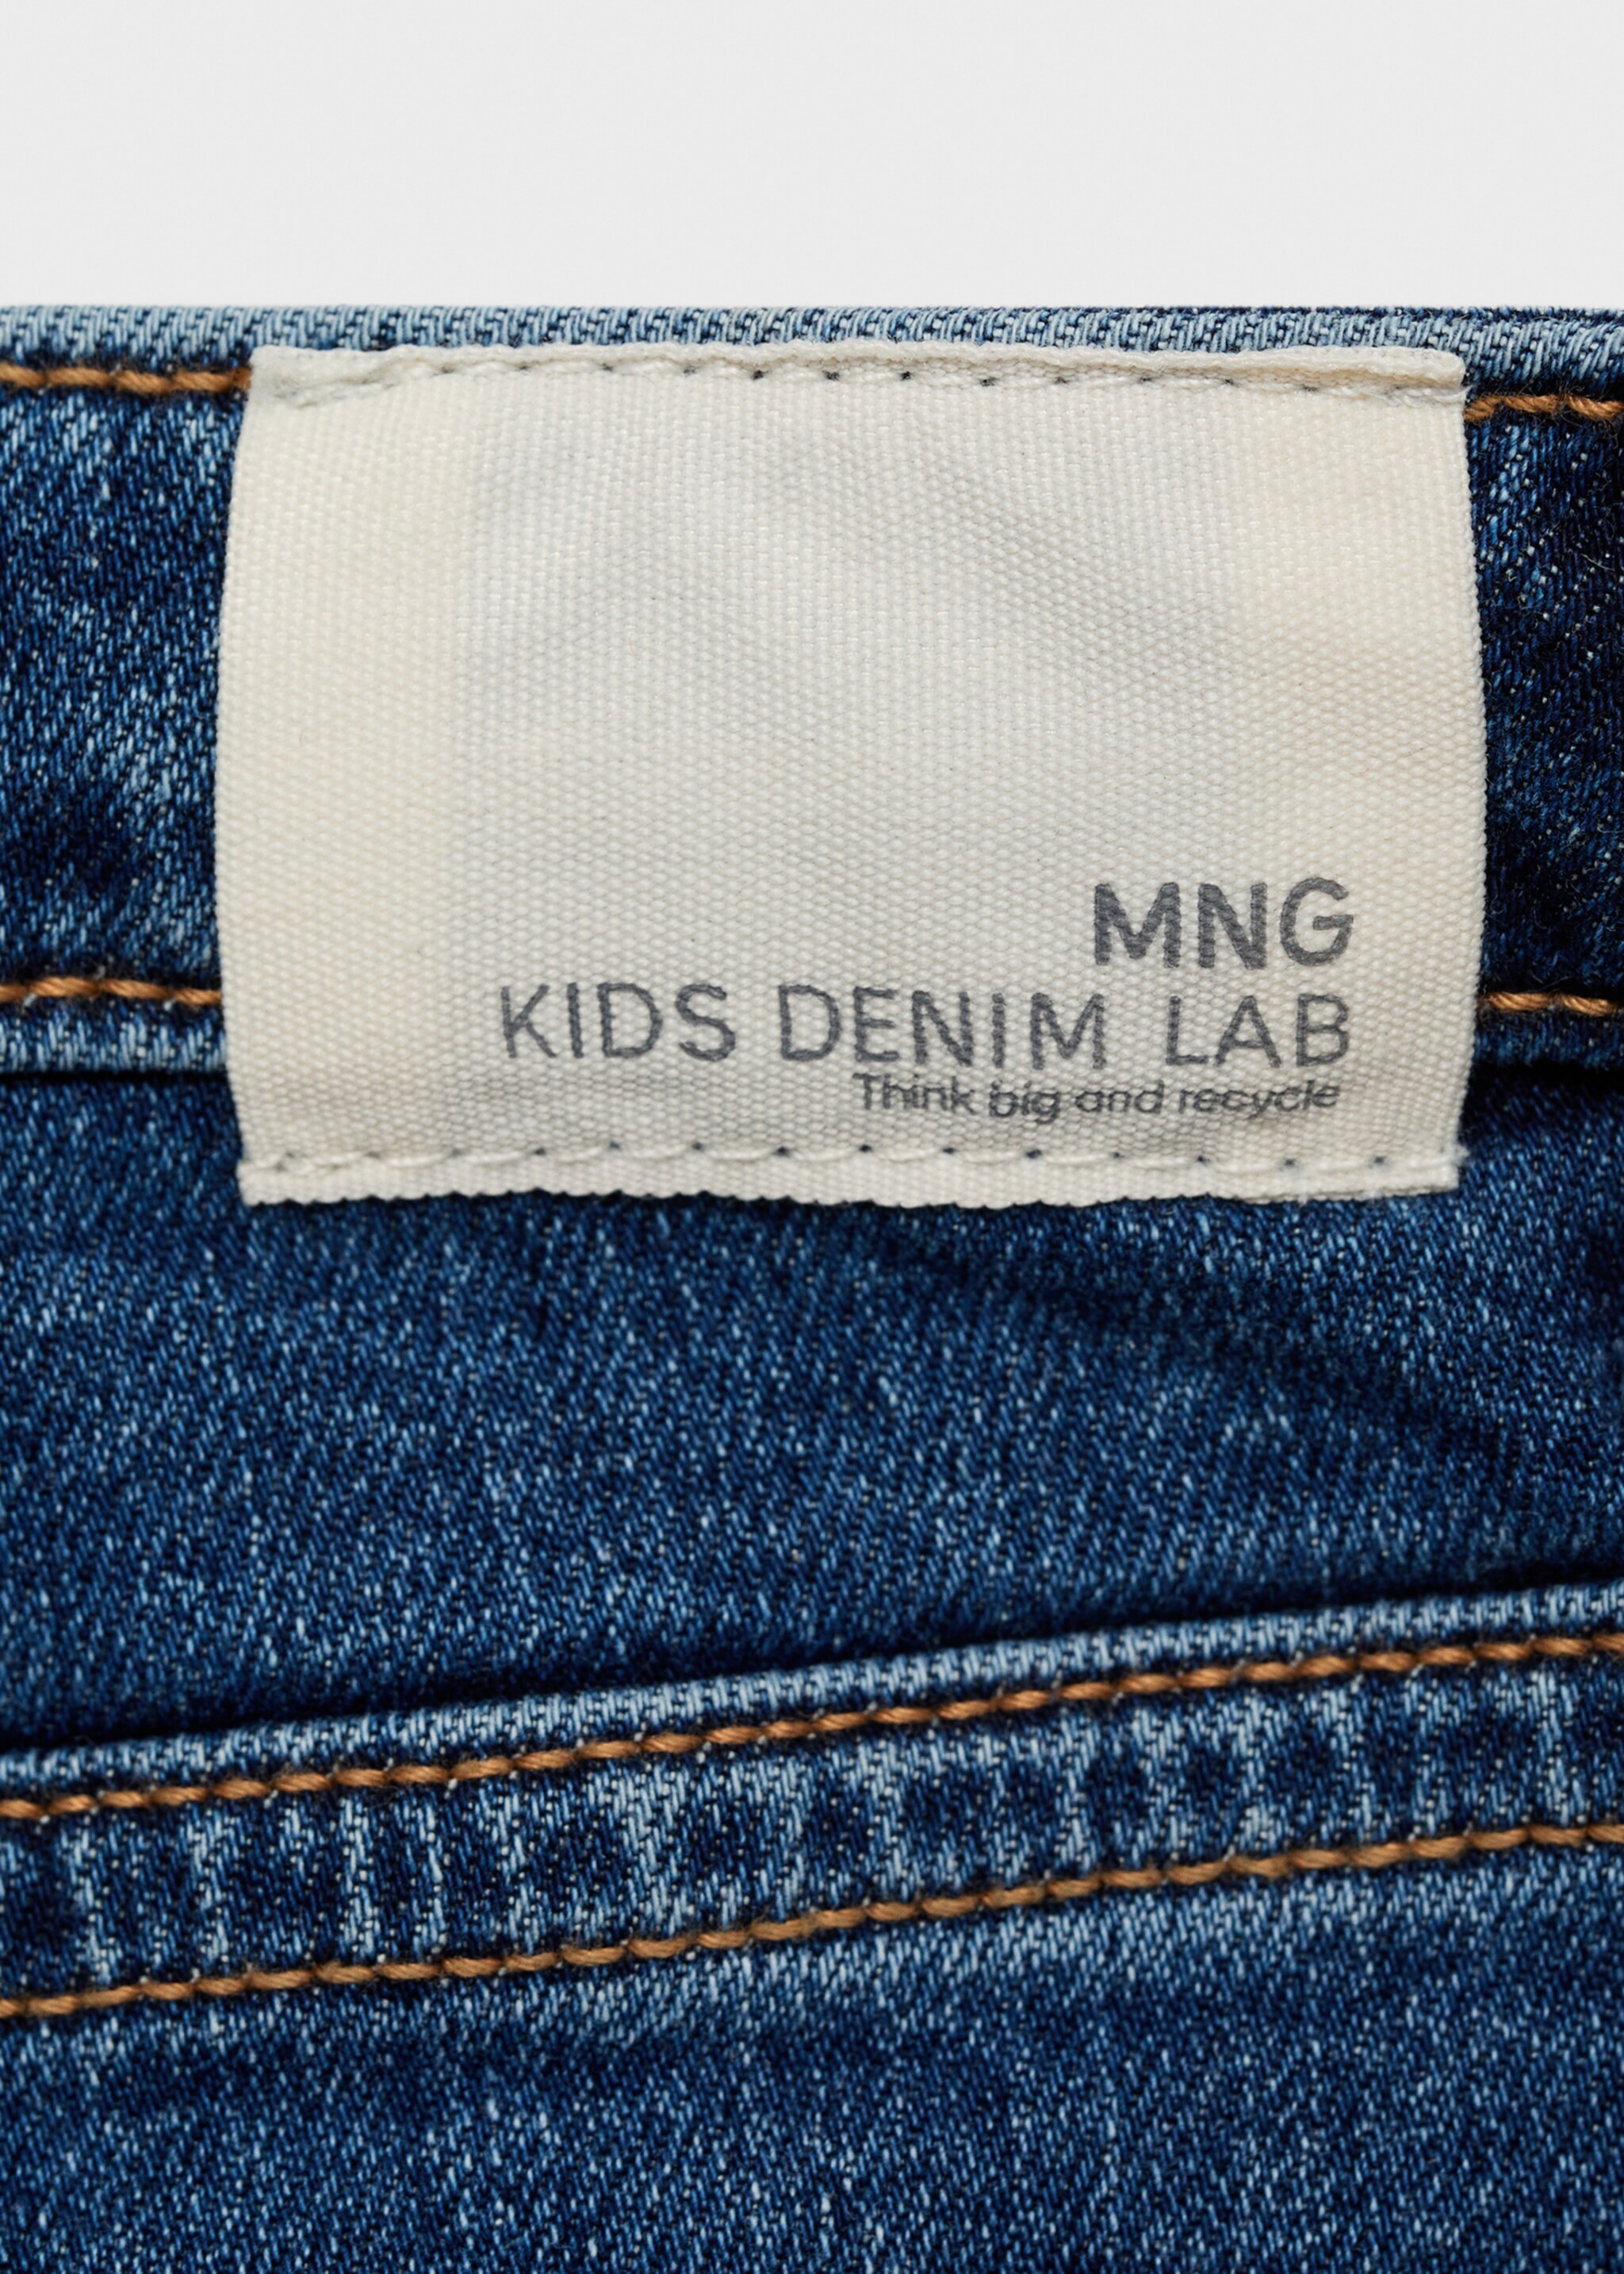 MNG
KIDS DENIM LAB
Think big and recycle